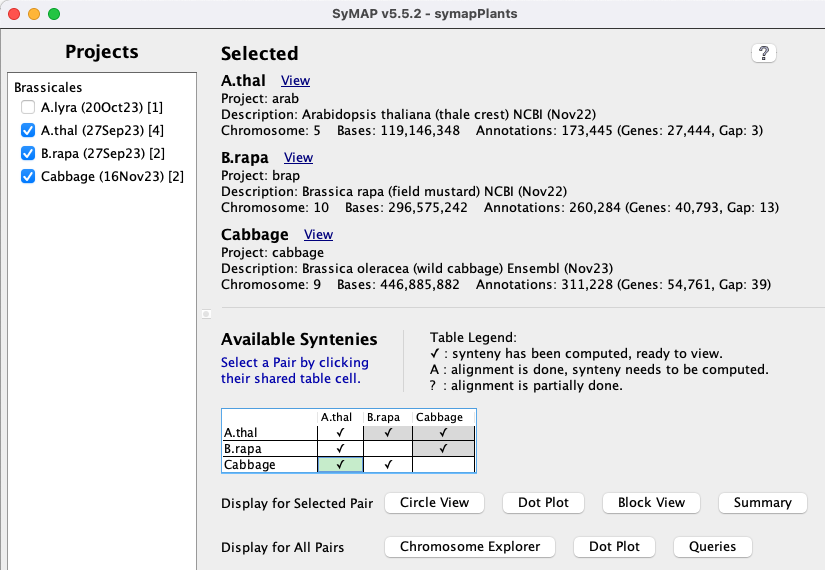 SyMAP v5.5.2 - symapPlants
Projects
Brassicales
A.lyra (20Oct23) [1]
A.thal (27Sep23) [4]
B.rapa (27Sep23) [2]
Cabbage (16Nov23) [2]
Selected
?
A.thal View
Project: arab
Description: Arabidopsis thaliana (thale crest) NCBI (Nov22)
Chromosome: 5 Bases: 119,146,348 Annotations: 173,445 (Genes: 27,444, Gap: 3)
B.rapa View
Project: brap
Description: Brassica rapa (field mustard) NCBI (Nov22)
Chromosome: 10 Bases: 296,575,242 Annotations: 260,284 (Genes: 40,793, Gap: 13)
Cabbage View
Project: cabbage
Description: Brassica oleracea (wild cabbage) Ensembl (Nov23)
Chromosome: 9 Bases: 446,885,882 Annotations: 311,228 (Genes: 54,761, Gap: 39)
Available Syntenies
Select a Pair by clicking
their shared table cell.
Table Legend:
✓ : synteny has been computed, ready to view.
A : alignment is done, synteny needs to be computed.
? : alignment is partially done.
A.thal B.rapa Cabbage
A.thal ✓ ✓ ✓
B.rapa ✓ ✓
Cabbage ✓ ✓
Display for Selected Pair Circle View Dot Plot Block View Summary
Display for All Pairs Chromosome Explorer Dot Plot Queries